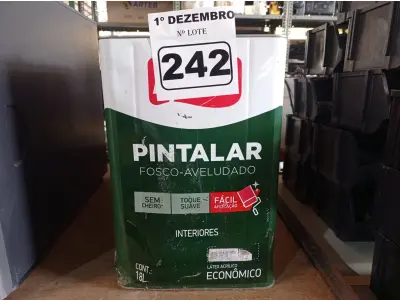 1º DEZEMBRO
Nº LOTE
242
PINTALAR
FOSCO-AVELUDADO
SEM
CHEIRO*
TOQUE
SUAVE
FÁCIL
APLICAÇÃO
INTERIORES
CONT.:
18L
LÁTEX ACRÍLICO
ECONÔMICO